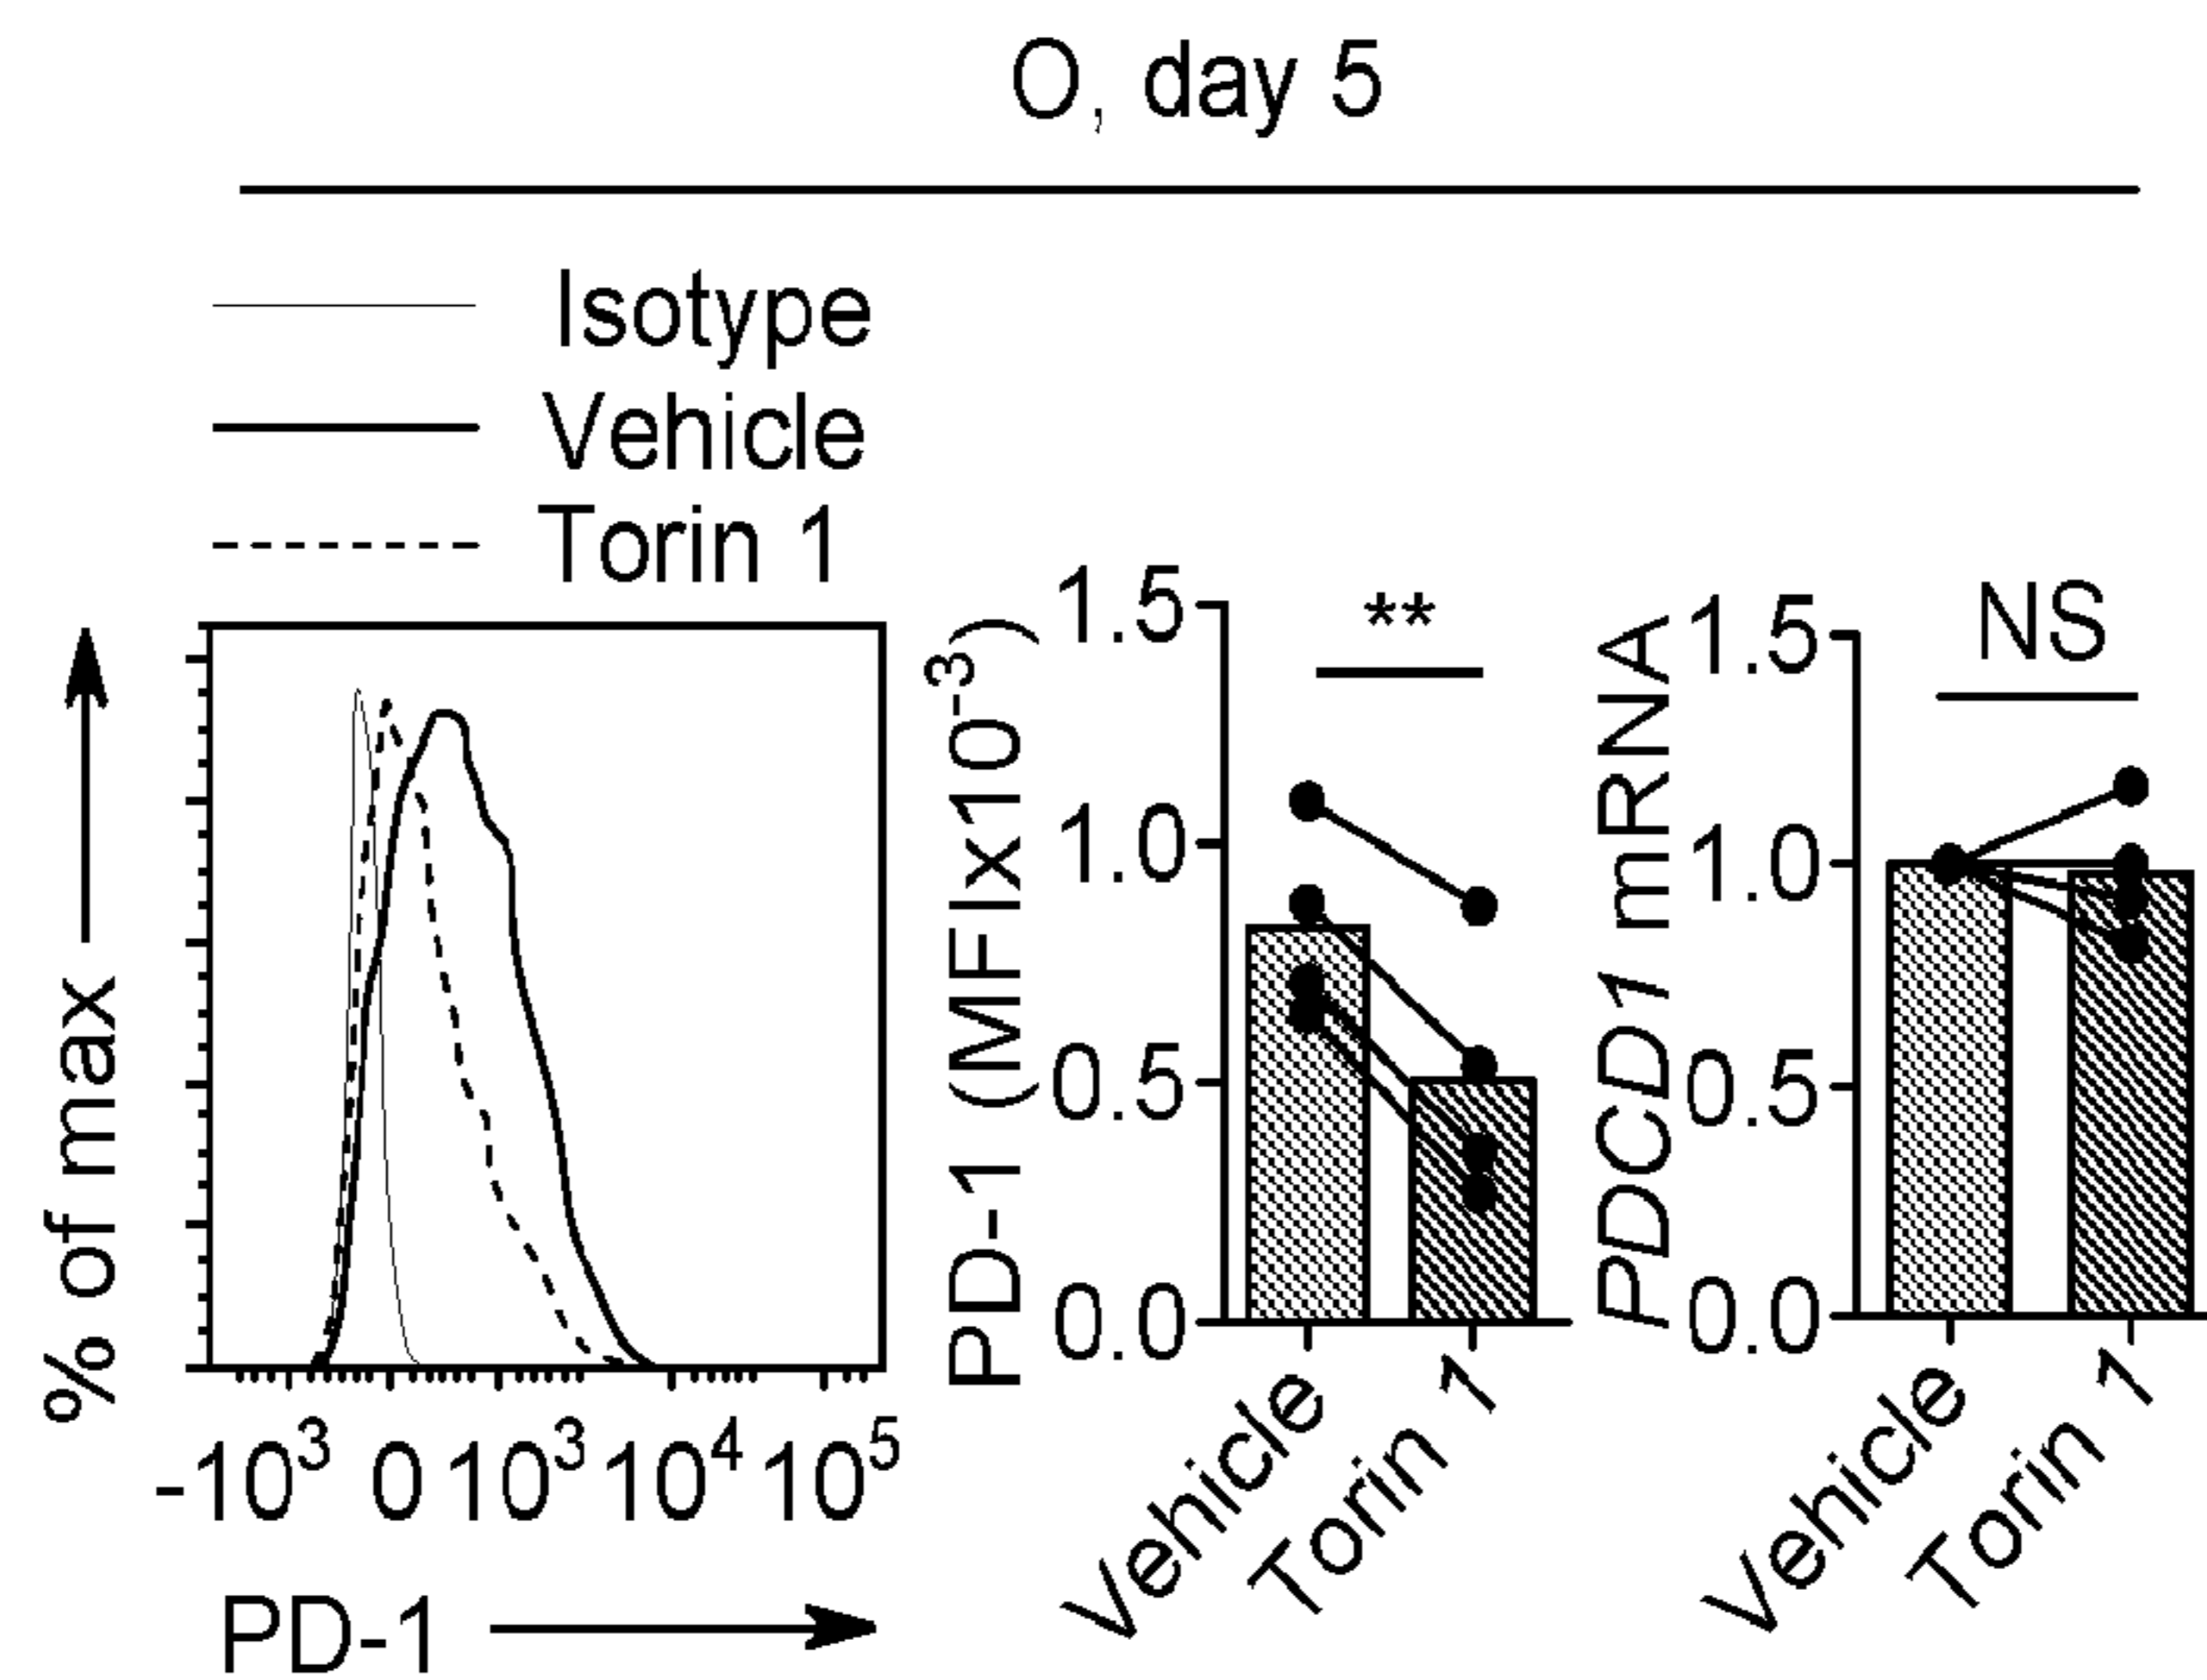 O, day 5
Isotype
Vehicle
Torin 1
% of max
-10³ 0 10³ 10⁴ 10⁵
PD-1
PD-1 (MFIx10⁻³)
1.5
1.0
0.5
0.0
**
Vehicle
Torin 1
PDCD1 mRNA
1.5
1.0
0.5
0.0
NS
Vehicle
Torin 1